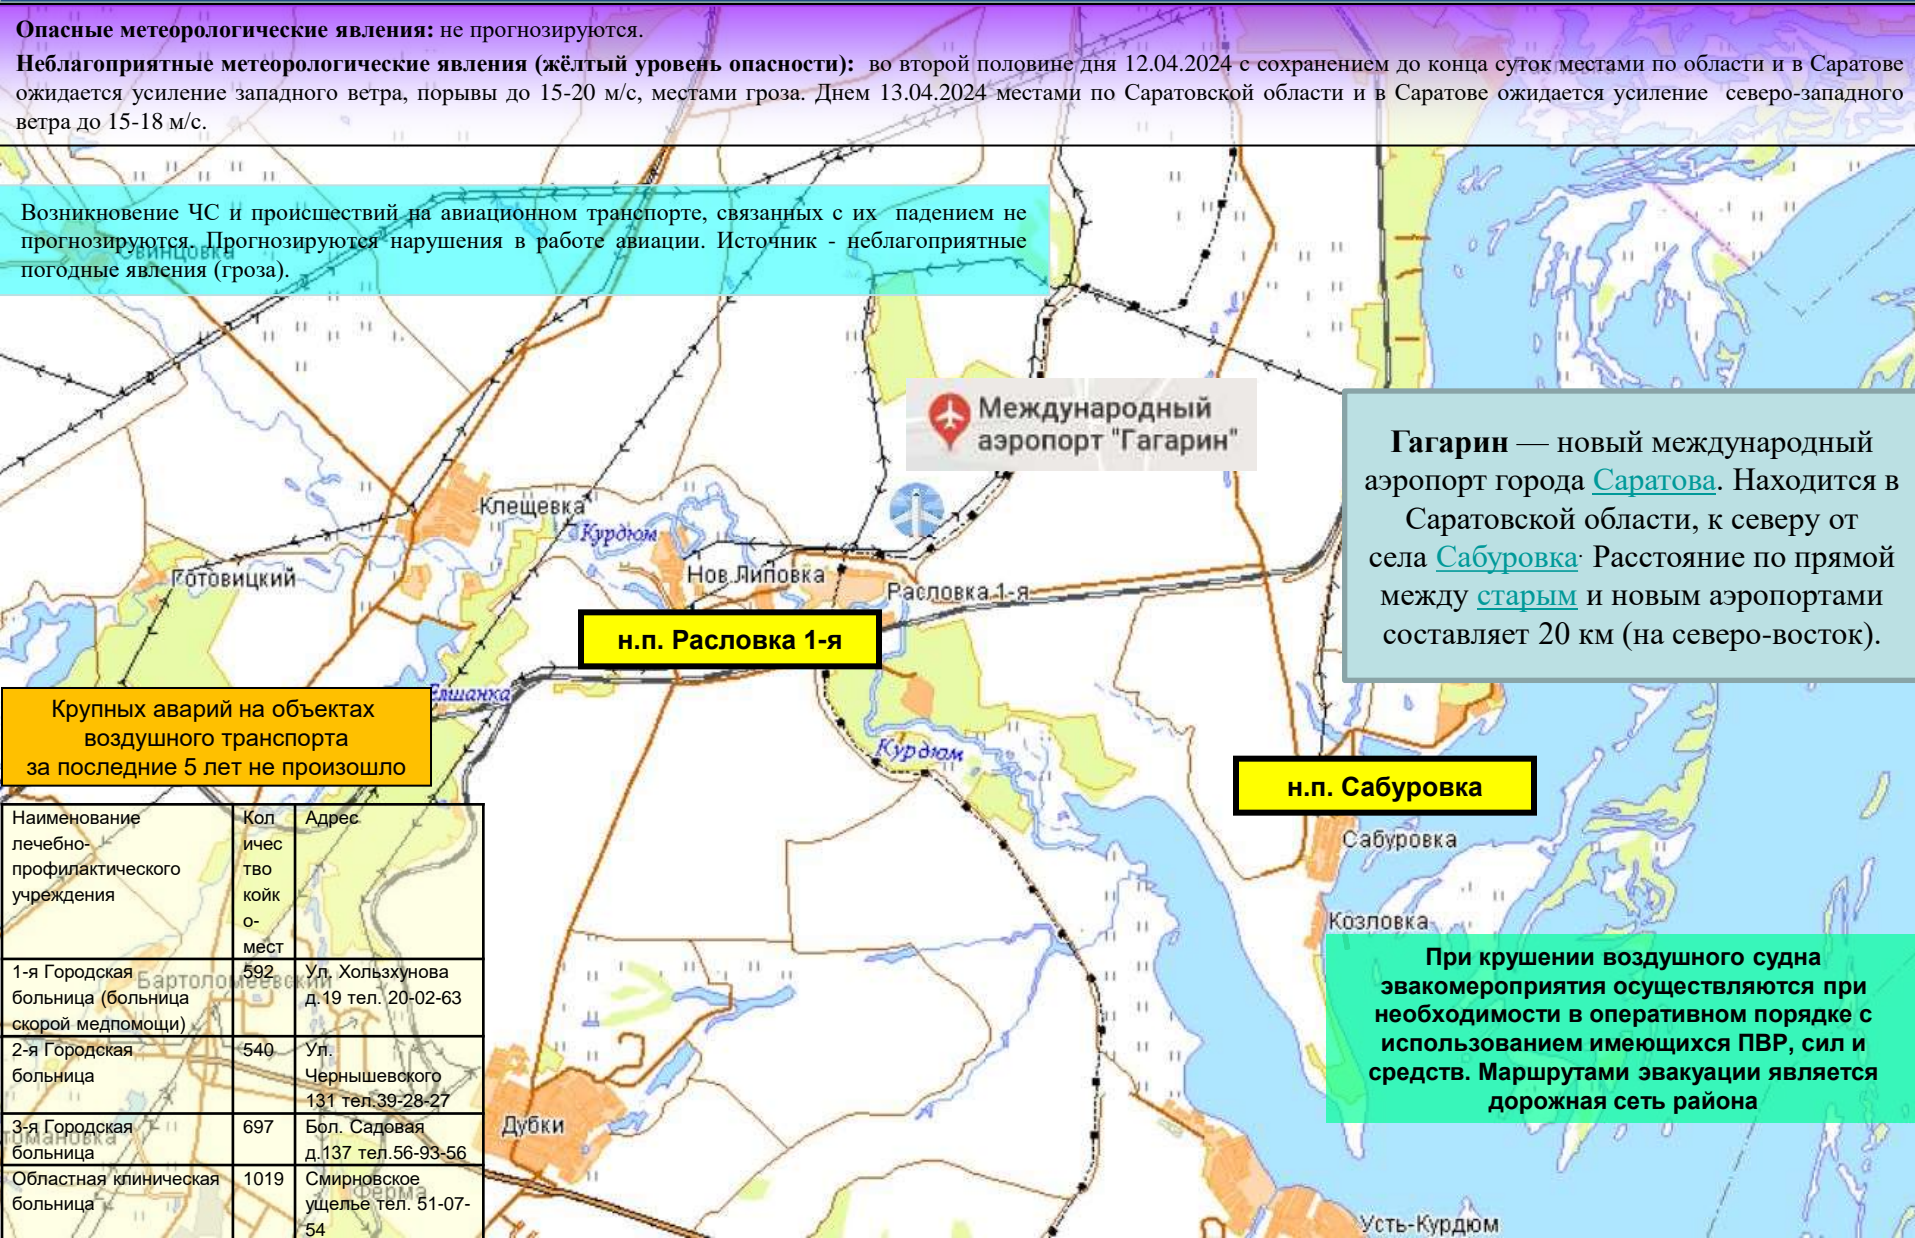 Опасные метеорологические явления: не прогнозируются.
Неблагоприятные метеорологические явления (жёлтый уровень опасности): во второй половине дня 12.04.2024 с сохранением до конца суток местами по области и в Саратове
ожидается усиление западного ветра, порывы до 15-20 м/с, местами гроза. Днем 13.04.2024 местами по Саратовской области и в Саратове ожидается усиление северо-западного
ветра до 15-18 м/с.
Возникновение ЧС и происшествий на авиационном транспорте, связанных с их падением не
прогнозируются. Прогнозируются нарушения в работе авиации. Источник - неблагоприятные
погодные явления (гроза).
Свинцовка
Международный
аэропорт "Гагарин"
Гагарин — новый международный
аэропорт города Саратова. Находится в
Саратовской области, к северу от
села Сабуровка. Расстояние по прямой
между старым и новым аэропортами
составляет 20 км (на северо-восток).
Клещевка
Курдюм
Готовицкий
Нов.Липовка
Расловка 1-я
н.п. Расловка 1-я
Елшанка
Крупных аварий на объектах
воздушного транспорта
за последние 5 лет не произошло
Курдюм
н.п. Сабуровка
Сабуровка
Козловка
Наименование
лечебно-
профилактического
учреждения
Кол
ичес
тво
койк
о-
мест
Адрес
1-я Городская
больница (больница
скорой медпомощи)
592
Ул. Хользхунова
д.19 тел. 20-02-63
Бартоломеевский
2-я Городская
больница
540
Ул.
Чернышевского
131 тел.39-28-27
3-я Городская
больница
697
Бол. Садовая
д.137 тел.56-93-56
Областная клиническая
больница
1019
Смирновское
ущелье тел. 51-07-
54
Ферма
Дубки
При крушении воздушного судна
эвакомероприятия осуществляются при
необходимости в оперативном порядке с
использованием имеющихся ПВР, сил и
средств. Маршрутами эвакуации является
дорожная сеть района
Усть-Курдюм